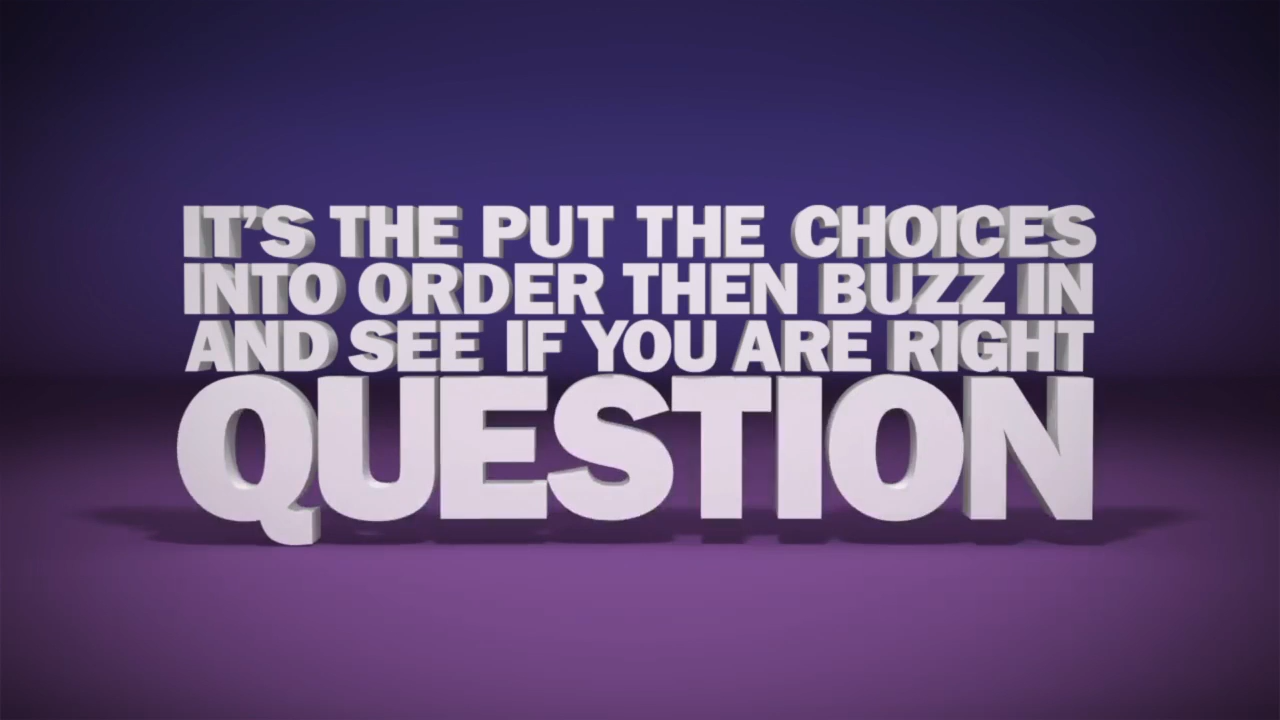 IT'S THE PUT THE CHOICES
INTO ORDER THEN BUZZ IN
AND SEE IF YOU ARE RIGHT
QUESTION